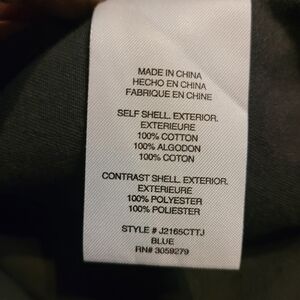 MADE IN CHINA
HECHO EN CHINA
FABRIQUE EN CHINE
SELF SHELL. EXTERIOR.
EXTERIEURE
100% COTTON
100% ALGODON
100% COTON
CONTRAST SHELL. EXTERIOR.
EXTERIEURE
100% POLYESTER
100% POLIESTER
STYLE # J2165CTTJ
BLUE
RN# 3059279